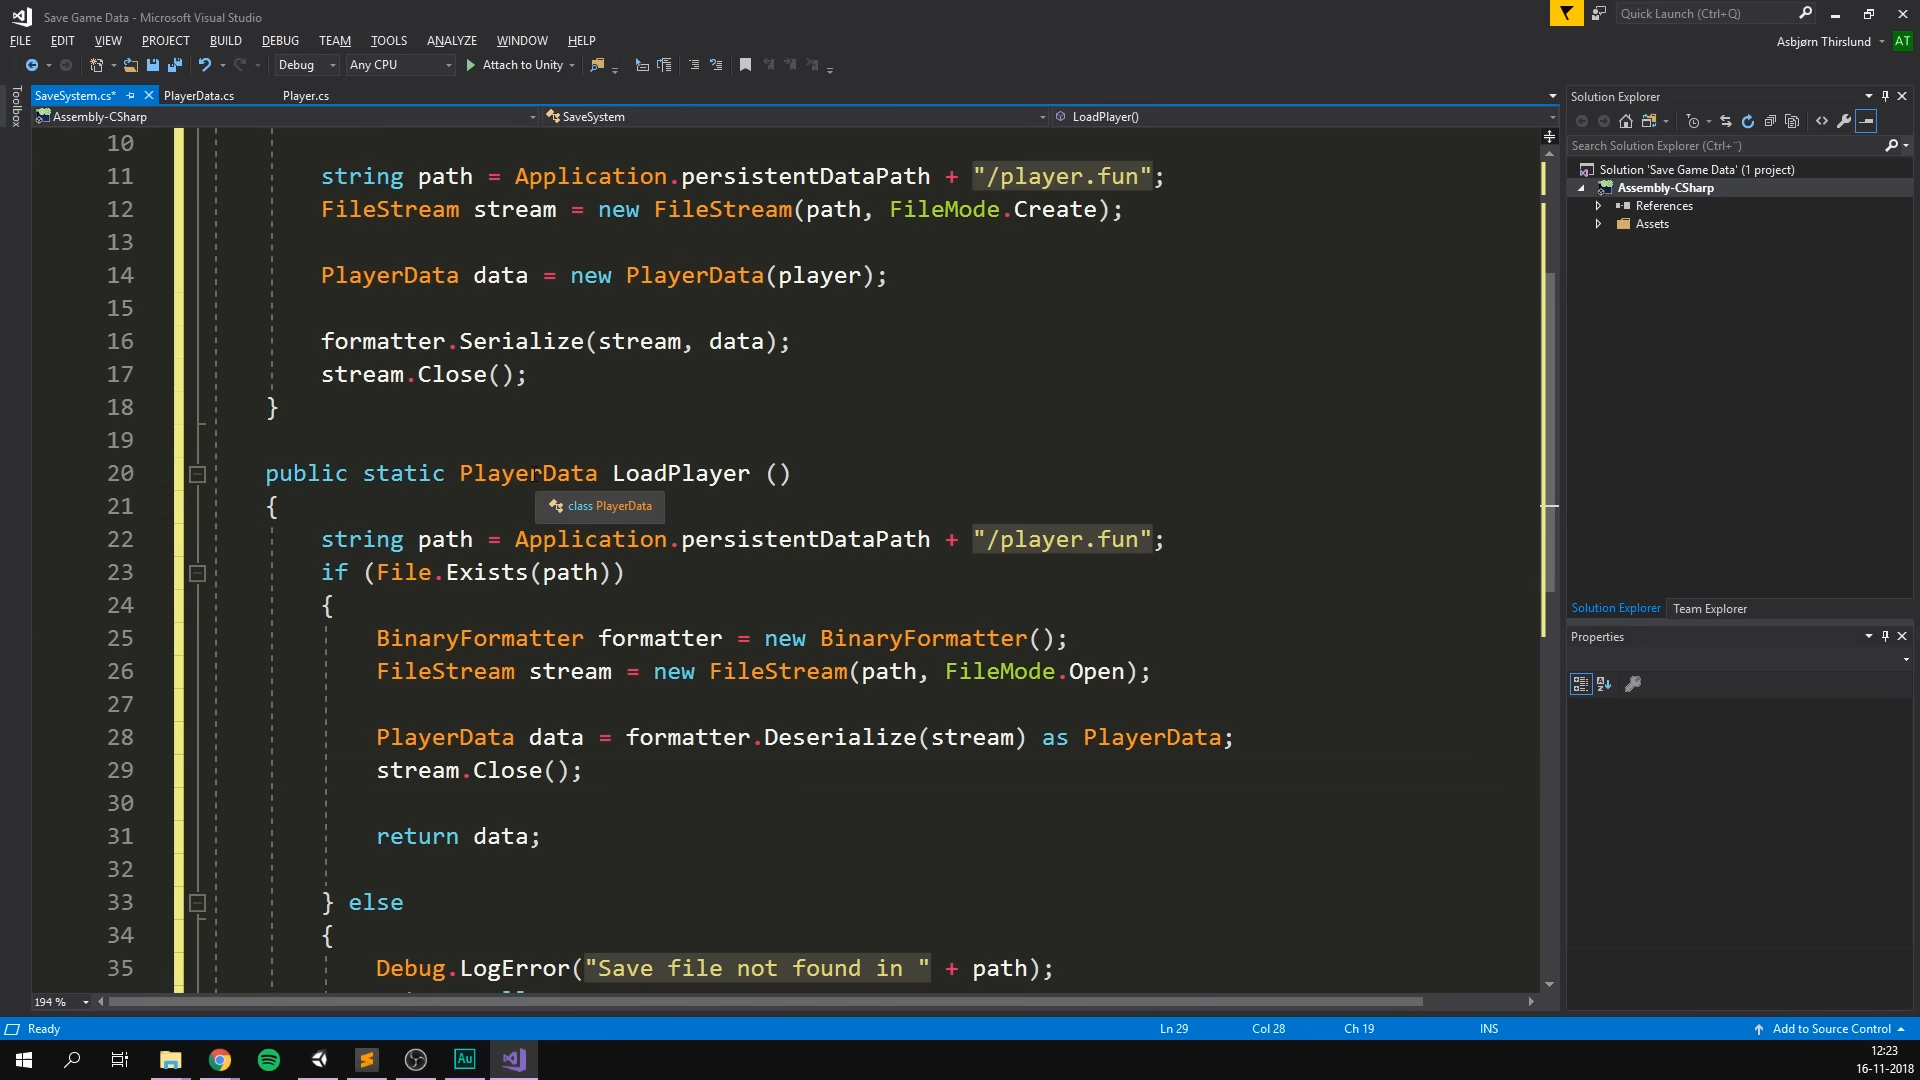 Save Game Data - Microsoft Visual Studio
Quick Launch (Ctrl+Q)
FILE EDIT VIEW PROJECT BUILD DEBUG TEAM TOOLS ANALYZE WINDOW HELP
Asbjørn Thirslund AT
Debug Any CPU Attach to Unity
Toolbox
SaveSystem.cs* PlayerData.cs Player.cs
Assembly-CSharp SaveSystem LoadPlayer()
10
11 string path = Application.persistentDataPath + "/player.fun";
12 FileStream stream = new FileStream(path, FileMode.Create);
13
14 PlayerData data = new PlayerData(player);
15
16 formatter.Serialize(stream, data);
17 stream.Close();
18 }
19
20 public static PlayerData LoadPlayer ()
21 {
class PlayerData
22 string path = Application.persistentDataPath + "/player.fun";
23 if (File.Exists(path))
24 {
25 BinaryFormatter formatter = new BinaryFormatter();
26 FileStream stream = new FileStream(path, FileMode.Open);
27
28 PlayerData data = formatter.Deserialize(stream) as PlayerData;
29 stream.Close();
30
31 return data;
32
33 } else
34 {
35 Debug.LogError("Save file not found in " + path);
194 %
Solution Explorer
Search Solution Explorer (Ctrl+¨)
Solution 'Save Game Data' (1 project)
Assembly-CSharp
References
Assets
Solution Explorer Team Explorer
Properties
Ready Ln 29 Col 28 Ch 19 INS Add to Source Control
Au
12:23
16-11-2018